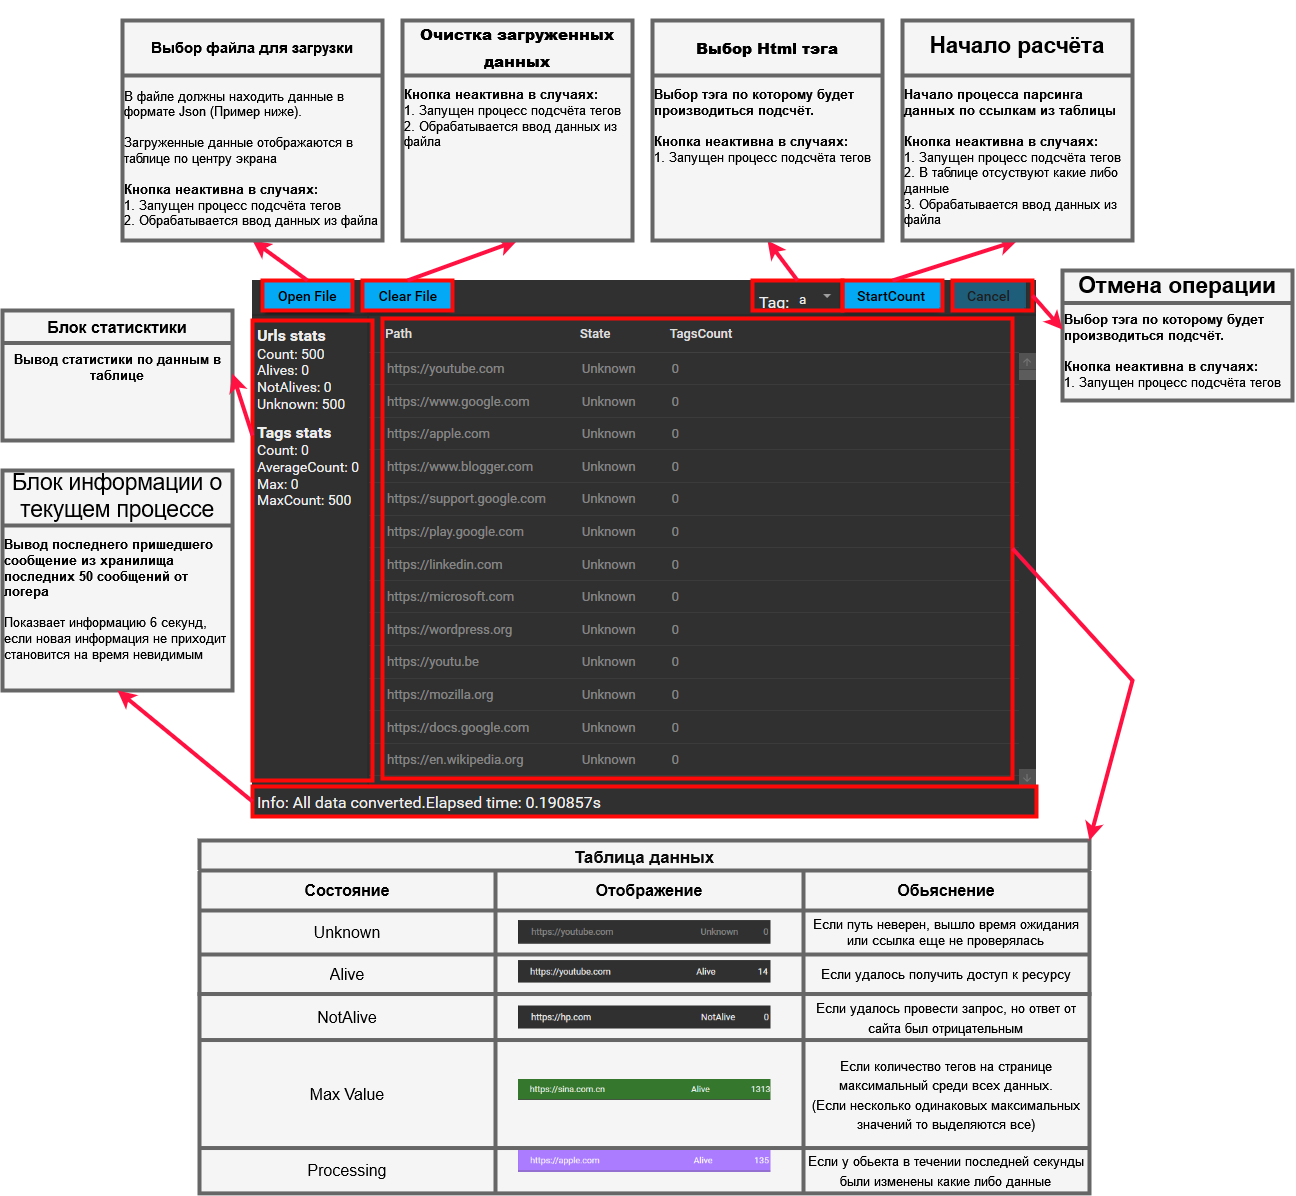 Выбор файла для загрузки
В файле должны находить данные в
формате Json (Пример ниже).
Загруженные данные отображаются в
таблице по центру экрана
Кнопка неактивна в случаях:
1. Запущен процесс подсчёта тегов
2. Обрабатывается ввод данных из файла
Очистка загруженных
данных
Кнопка неактивна в случаях:
1. Запущен процесс подсчёта тегов
2. Обрабатывается ввод данных из
файла
Выбор Html тэга
Выбор тэга по которому будет
производиться подсчёт.
Кнопка неактивна в случаях:
1. Запущен процесс подсчёта тегов
Начало расчёта
Начало процесса парсинга
данных по ссылкам из таблицы
Кнопка неактивна в случаях:
1. Запущен процесс подсчёта тегов
2. В таблице отсуствуют какие либо
данные
3. Обрабатывается ввод данных из
файла
Отмена операции
Выбор тэга по которому будет
производиться подсчёт.
Кнопка неактивна в случаях:
1. Запущен процесс подсчёта тегов
Блок статисктики
Вывод статистики по данным в
таблице
Блок информации о
текущем процессе
Вывод последнего пришедшего
сообщение из хранилища
последних 50 сообщений от
логера
Показвает информацию 6 секунд,
если новая информация не приходит
становится на время невидимым
Open File
Clear File
Tag: a
StartCount
Cancel
Urls stats
Count: 500
Alives: 0
NotAlives: 0
Unknown: 500
Tags stats
Count: 0
AverageCount: 0
Max: 0
MaxCount: 500
Path State TagsCount
https://youtube.com Unknown 0
https://www.google.com Unknown 0
https://apple.com Unknown 0
https://www.blogger.com Unknown 0
https://support.google.com Unknown 0
https://play.google.com Unknown 0
https://linkedin.com Unknown 0
https://microsoft.com Unknown 0
https://wordpress.org Unknown 0
https://youtu.be Unknown 0
https://mozilla.org Unknown 0
https://docs.google.com Unknown 0
https://en.wikipedia.org Unknown 0
Info: All data converted.Elapsed time: 0.190857s
Таблица данных
Состояние Отображение Обьяснение
Unknown
https://youtube.com Unknown 0
Если путь неверен, вышло время ожидания
или ссылка еще не проверялась
Alive
https://youtube.com Alive 14
Если удалось получить доступ к ресурсу
NotAlive
https://hp.com NotAlive 0
Если удалось провести запрос, но ответ от
сайта был отрицательным
Max Value
https://sina.com.cn Alive 1313
Если количество тегов на странице
максимальный среди всех данных.
(Если несколько одинаковых максимальных
значений то выделяются все)
Processing
https://apple.com Alive 135
Если у обьекта в течении последней секунды
были изменены какие либо данные